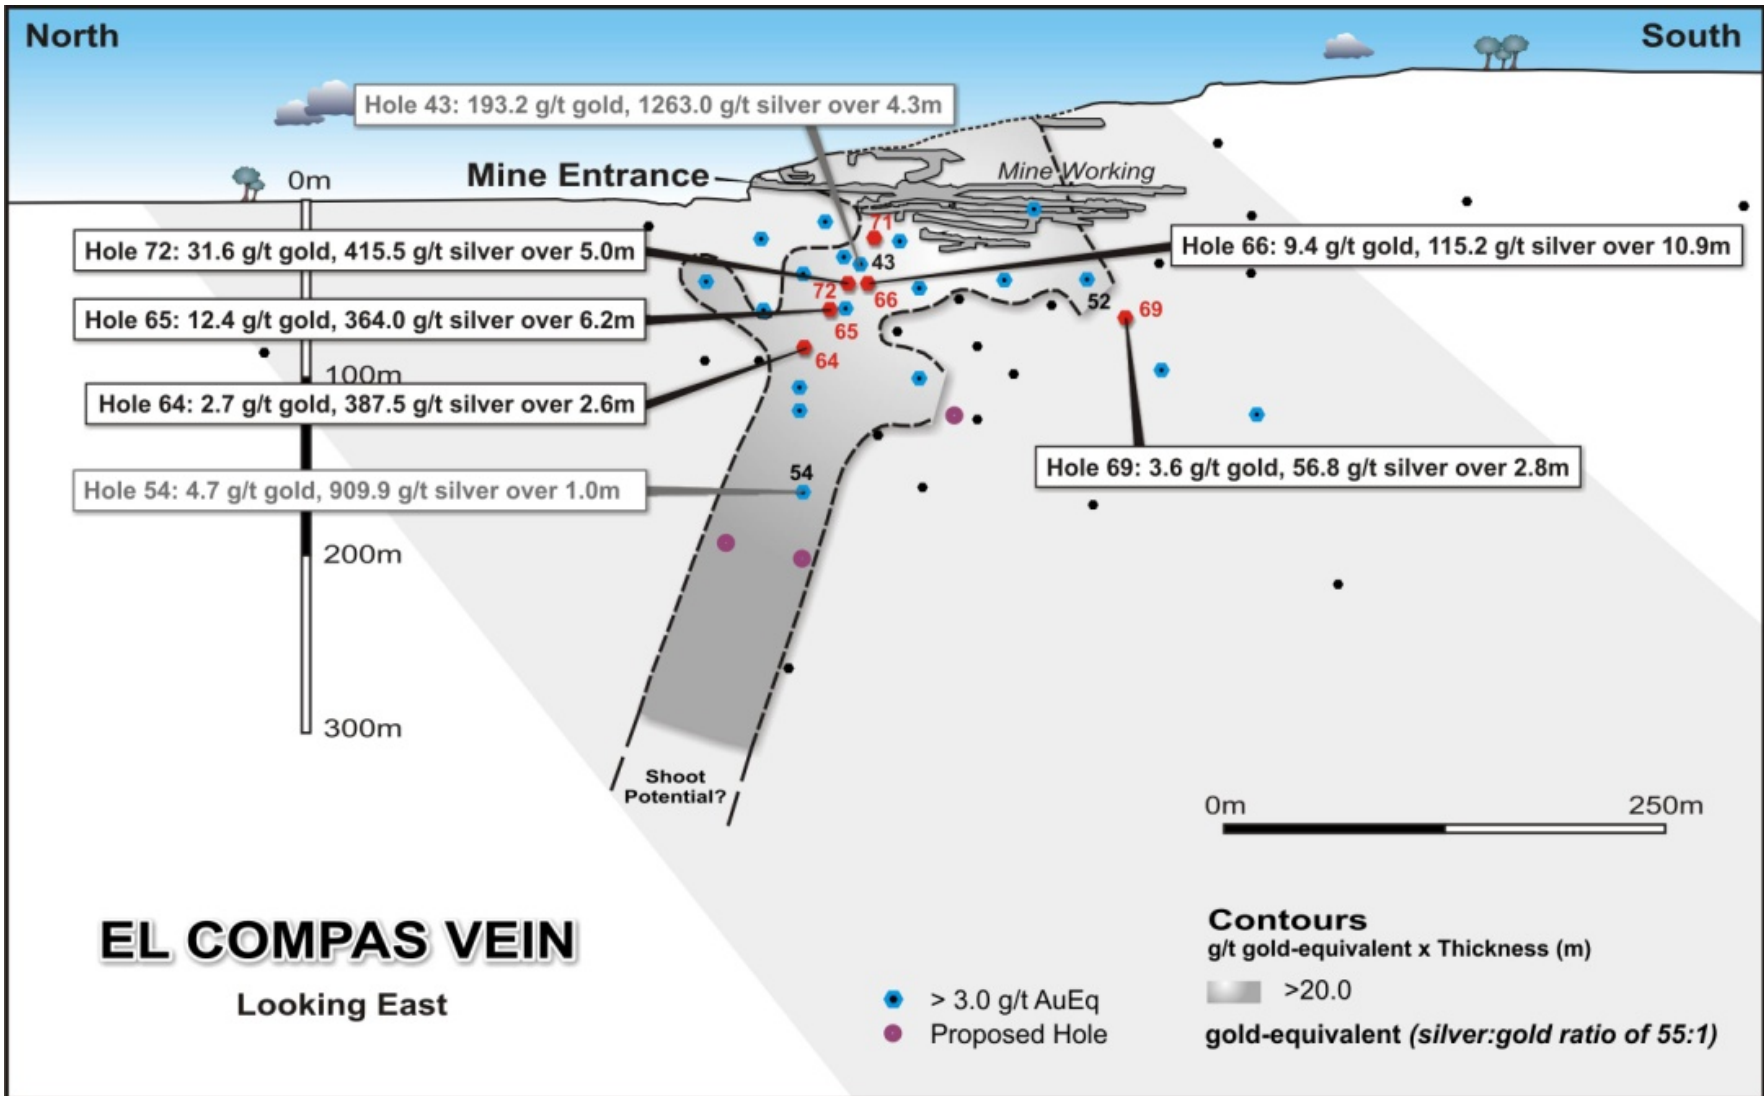 North
South
Hole 43: 193.2 g/t gold, 1263.0 g/t silver over 4.3m
Mine Entrance
Mine Working
0m
71
Hole 72: 31.6 g/t gold, 415.5 g/t silver over 5.0m
Hole 66: 9.4 g/t gold, 115.2 g/t silver over 10.9m
43
72
66
52
69
Hole 65: 12.4 g/t gold, 364.0 g/t silver over 6.2m
65
64
100m
Hole 64: 2.7 g/t gold, 387.5 g/t silver over 2.6m
Hole 69: 3.6 g/t gold, 56.8 g/t silver over 2.8m
54
Hole 54: 4.7 g/t gold, 909.9 g/t silver over 1.0m
200m
300m
Shoot
Potential?
0m
250m
EL COMPAS VEIN
Looking East
Contours
g/t gold-equivalent x Thickness (m)
>20.0
gold-equivalent (silver:gold ratio of 55:1)
> 3.0 g/t AuEq
Proposed Hole